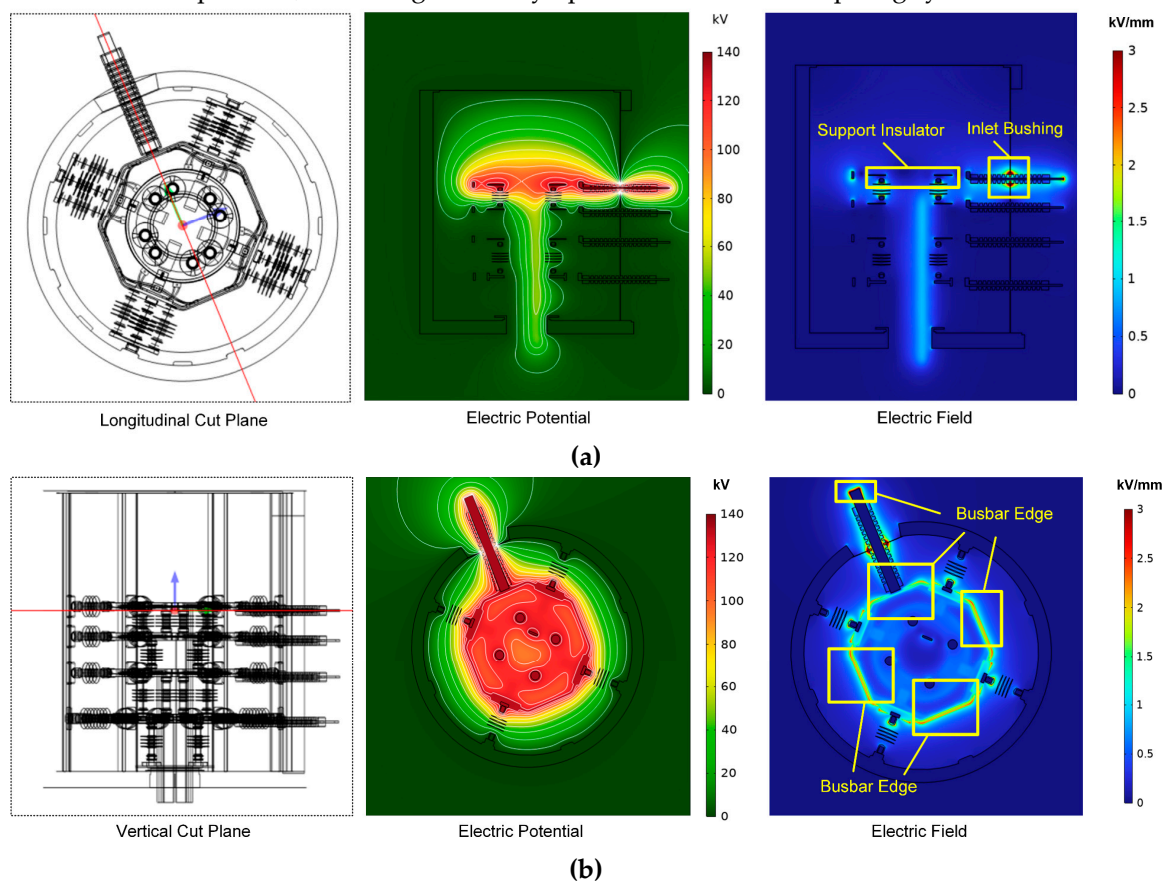 kV kV/mm
140 3
120 2.5
100 2
80 1.5
60 1
40 0.5
20 0
0
Support Insulator Inlet Bushing
Longitudinal Cut Plane Electric Potential Electric Field
(a)
kV kV/mm
140 3
120 2.5
100 2
80 1.5
60 1
40 0.5
20 0
0
Busbar Edge
Busbar Edge
Vertical Cut Plane Electric Potential Electric Field
(b)